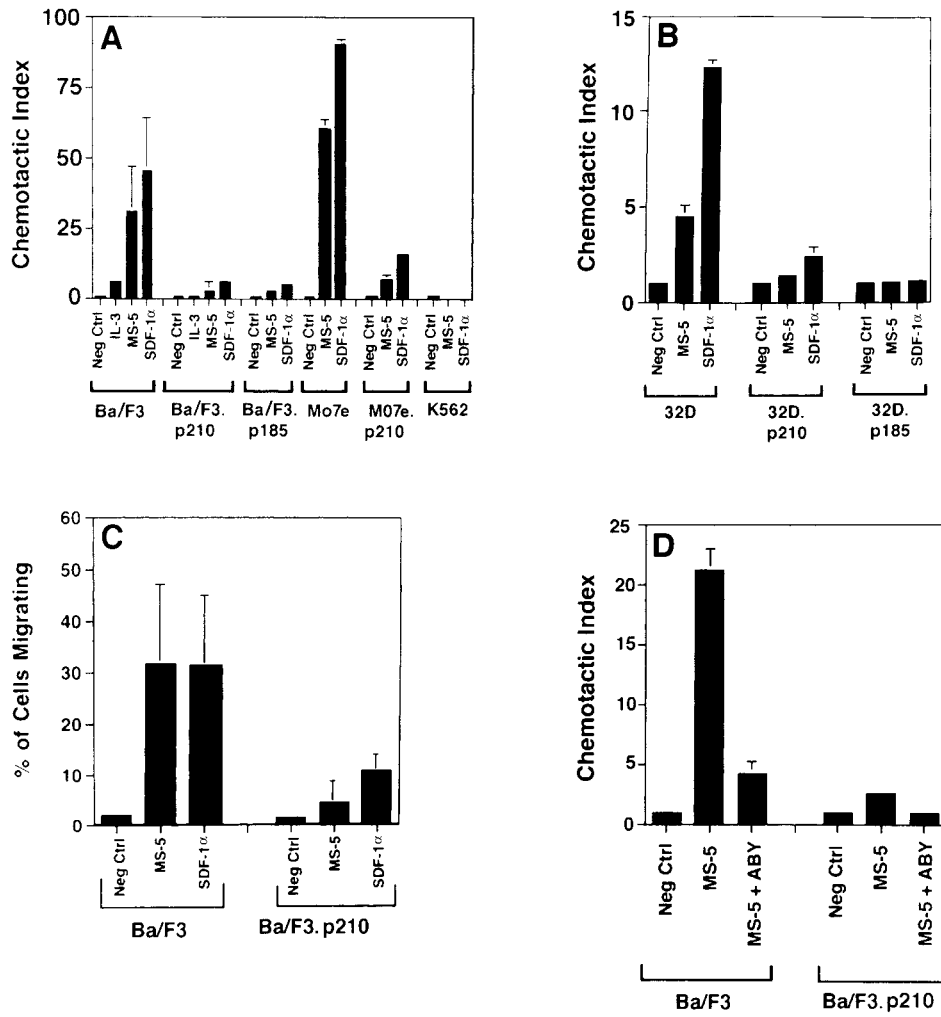 A
Chemotactic Index
100
75
50
25
0
Neg Ctrl
IL-3
MS-5
SDF-1α
Neg Ctrl
IL-3
MS-5
SDF-1α
Neg Ctrl
MS-5
SDF-1α
Neg Ctrl
MS-5
SDF-1α
Neg Ctrl
MS-5
SDF-1α
Neg Ctrl
MS-5
SDF-1α
Ba/F3
Ba/F3.
p210
Ba/F3.
p185
Mo7e
M07e.
p210
K562
B
Chemotactic Index
15
10
5
0
Neg Ctrl
MS-5
SDF-1α
Neg Ctrl
MS-5
SDF-1α
Neg Ctrl
MS-5
SDF-1α
32D
32D.
p210
32D.
p185
C
% of Cells Migrating
60
50
40
30
20
10
0
Neg Ctrl
MS-5
SDF-1α
Neg Ctrl
MS-5
SDF-1α
Ba/F3
Ba/F3. p210
D
Chemotactic Index
25
20
15
10
5
0
Neg Ctrl
MS-5
MS-5 + ABY
Neg Ctrl
MS-5
MS-5 + ABY
Ba/F3
Ba/F3. p210